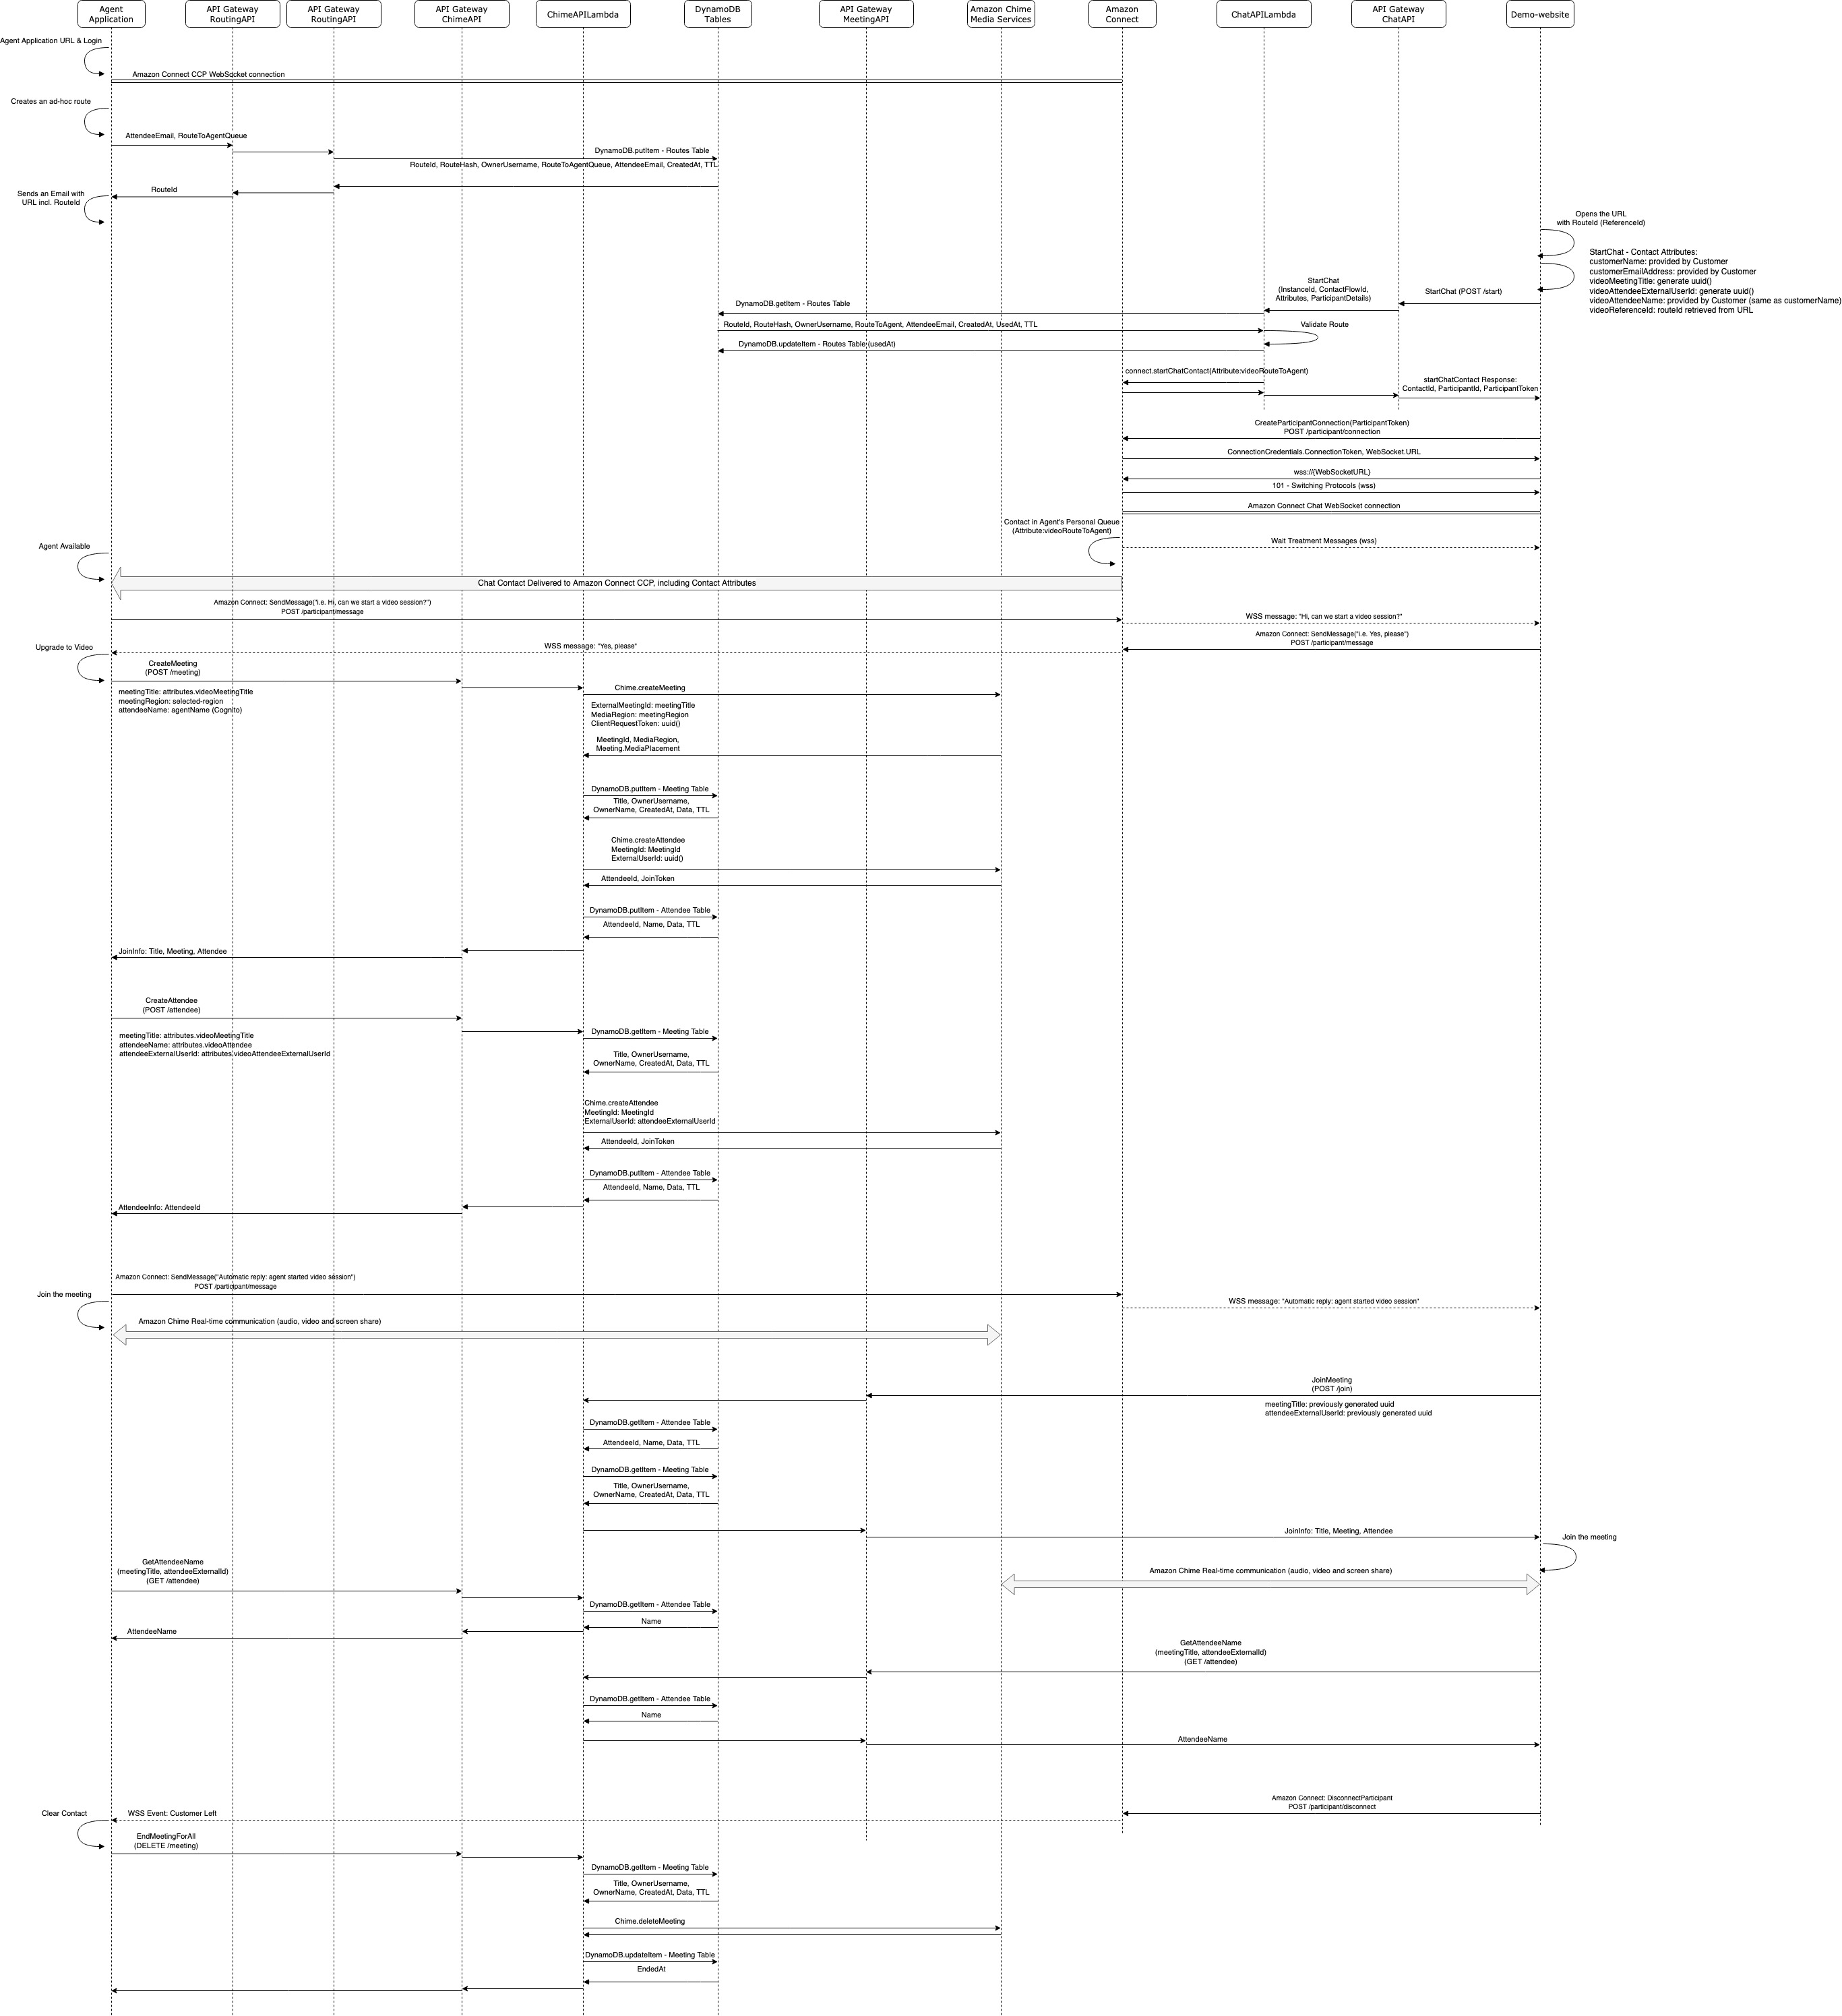 Agent
Application
API Gateway
RoutingAPI
API Gateway
RoutingAPI
API Gateway
ChimeAPI
ChimeAPILambda
DynamoDB
Tables
API Gateway
MeetingAPI
Amazon Chime
Media Services
Amazon
Connect
ChatAPILambda
API Gateway
ChatAPI
Demo-website
Agent Application URL & Login
Amazon Connect CCP WebSocket connection
Creates an ad-hoc route
AttendeeEmail, RouteToAgentQueue
DynamoDB.putItem - Routes Table
RouteId, RouteHash, OwnerUsername, RouteToAgentQueue, AttendeeEmail, CreatedAt, TTL
Sends an Email with
URL incl. RouteId
RouteId
Opens the URL
with RouteId (ReferenceId)
StartChat - Contact Attributes:
customerName: provided by Customer
customerEmailAddress: provided by Customer
videoMeetingTitle: generate uuid()
videoAttendeeExternalUserId: generate uuid()
videoAttendeeName: provided by Customer (same as customerName)
videoReferenceId: routeId retrieved from URL
StartChat (POST /start)
StartChat
(InstanceId, ContactFlowId,
Attributes, ParticipantDetails)
DynamoDB.getItem - Routes Table
RouteId, RouteHash, OwnerUsername, RouteToAgent, AttendeeEmail, CreatedAt, UsedAt, TTL
Validate Route
DynamoDB.updateItem - Routes Table (usedAt)
connect.startChatContact(Attribute:videoRouteToAgent)
startChatContact Response:
ContactId, ParticipantId, ParticipantToken
CreateParticipantConnection(ParticipantToken)
POST /participant/connection
ConnectionCredentials.ConnectionToken, WebSocket.URL
wss://{WebSocketURL}
101 - Switching Protocols (wss)
Amazon Connect Chat WebSocket connection
Contact in Agent's Personal Queue
(Attribute:videoRouteToAgent)
Wait Treatment Messages (wss)
Agent Available
Chat Contact Delivered to Amazon Connect CCP, including Contact Attributes
Amazon Connect: SendMessage("i.e. Hi, can we start a video session?")
POST /participant/message
WSS message: "Hi, can we start a video session?"
Amazon Connect: SendMessage("i.e. Yes, please")
POST /participant/message
Upgrade to Video
WSS message: "Yes, please"
CreateMeeting
(POST /meeting)
meetingTitle: attributes.videoMeetingTitle
meetingRegion: selected-region
attendeeName: agentName (Cognito)
Chime.createMeeting
ExternalMeetingId: meetingTitle
MediaRegion: meetingRegion
ClientRequestToken: uuid()
MeetingId, MediaRegion,
Meeting.MediaPlacement
DynamoDB.putItem - Meeting Table
Title, OwnerUsername,
OwnerName, CreatedAt, Data, TTL
Chime.createAttendee
MeetingId: MeetingId
ExternalUserId: uuid()
AttendeeId, JoinToken
DynamoDB.putItem - Attendee Table
AttendeeId, Name, Data, TTL
JoinInfo: Title, Meeting, Attendee
CreateAttendee
(POST /attendee)
meetingTitle: attributes.videoMeetingTitle
attendeeName: attributes.videoAttendee
attendeeExternalUserId: attributes.videoAttendeeExternalUserId
DynamoDB.getItem - Meeting Table
Title, OwnerUsername,
OwnerName, CreatedAt, Data, TTL
Chime.createAttendee
MeetingId: MeetingId
ExternalUserId: attendeeExternalUserId
AttendeeId, JoinToken
DynamoDB.putItem - Attendee Table
AttendeeId, Name, Data, TTL
AttendeeInfo: AttendeeId
Amazon Connect: SendMessage("Automatic reply: agent started video session")
POST /participant/message
Join the meeting
WSS message: "Automatic reply: agent started video session"
Amazon Chime Real-time communication (audio, video and screen share)
JoinMeeting
(POST /join)
meetingTitle: previously generated uuid
attendeeExternalUserId: previously generated uuid
DynamoDB.getItem - Attendee Table
AttendeeId, Name, Data, TTL
DynamoDB.getItem - Meeting Table
Title, OwnerUsername,
OwnerName, CreatedAt, Data, TTL
JoinInfo: Title, Meeting, Attendee
Join the meeting
GetAttendeeName
(meetingTitle, attendeeExternalId)
(GET /attendee)
Amazon Chime Real-time communication (audio, video and screen share)
DynamoDB.getItem - Attendee Table
Name
AttendeeName
GetAttendeeName
(meetingTitle, attendeeExternalId)
(GET /attendee)
DynamoDB.getItem - Attendee Table
Name
AttendeeName
Amazon Connect: DisconnectParticipant
POST /participant/disconnect
Clear Contact
WSS Event: Customer Left
EndMeetingForAll
(DELETE /meeting)
DynamoDB.getItem - Meeting Table
Title, OwnerUsername,
OwnerName, CreatedAt, Data, TTL
Chime.deleteMeeting
DynamoDB.updateItem - Meeting Table
EndedAt